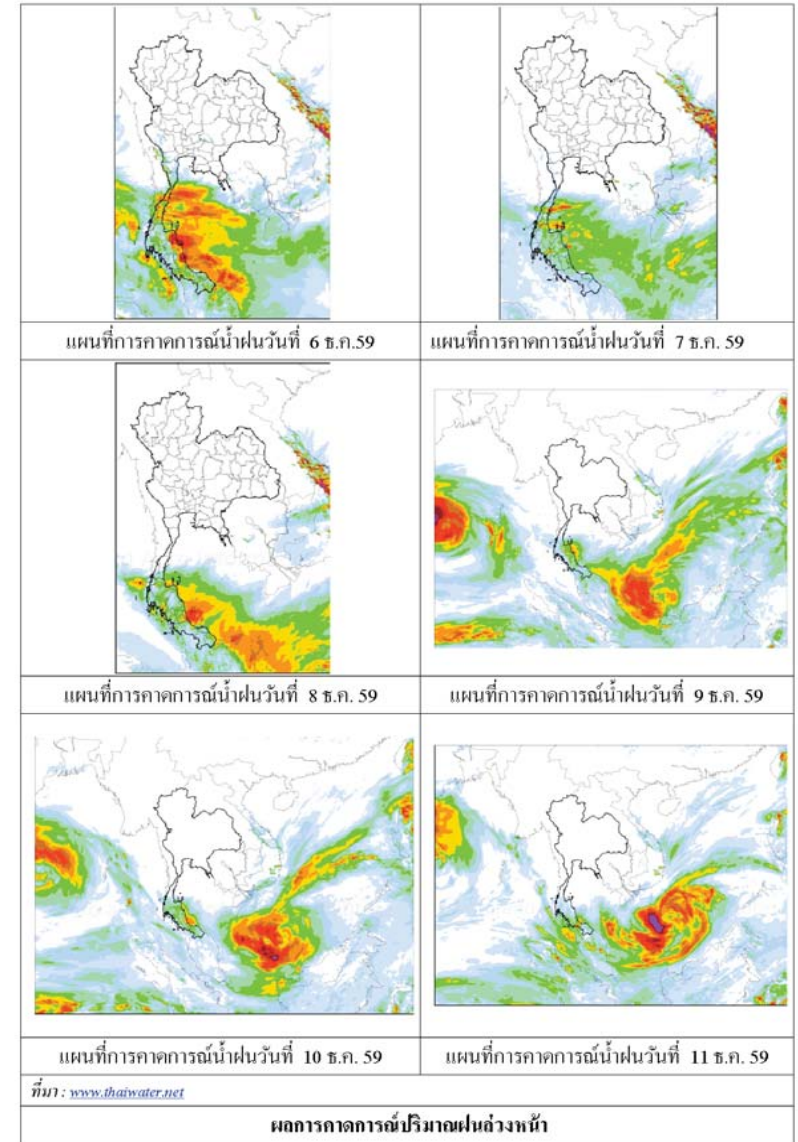 แผนที่การคาดการณ์น้ำฝนวันที่ 6 ธ.ค.59
แผนที่การคาดการณ์น้ำฝนวันที่ 7 ธ.ค. 59
แผนที่การคาดการณ์น้ำฝนวันที่ 8 ธ.ค. 59
แผนที่การคาดการณ์น้ำฝนวันที่ 9 ธ.ค. 59
แผนที่การคาดการณ์น้ำฝนวันที่ 10 ธ.ค. 59
แผนที่การคาดการณ์น้ำฝนวันที่ 11 ธ.ค. 59
ที่มา : www.thaiwater.net
ผลการคาดการณ์ปริมาณฝนล่วงหน้า